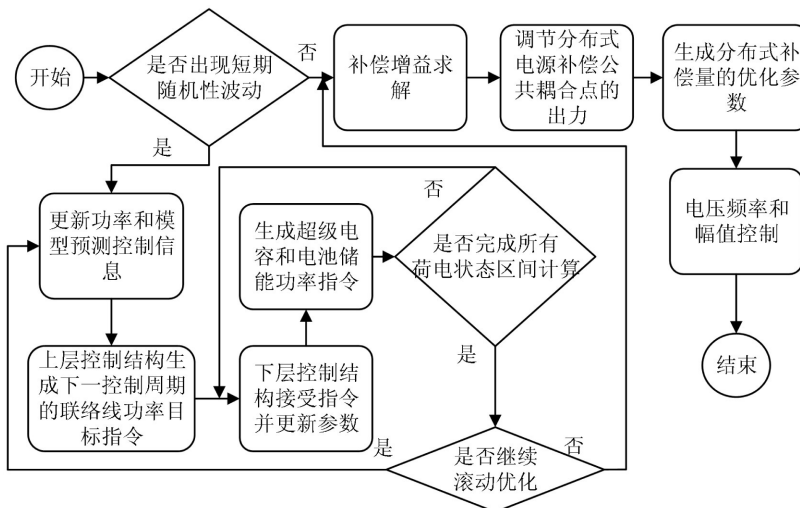 开始
是否出现短期
随机性波动
否
是
补偿增益求
解
调节分布式
电源补偿公
共耦合点的
出力
生成分布式补
偿量的优化参
数
电压频率和
幅值控制
结束
更新功率和模
型预测控制信
息
上层控制结构生
成下一控制周期
的联络线功率目
标指令
生成超级电
容和电池储
能功率指令
下层控制结
构接受指令
并更新参数
否
是否完成所有
荷电状态区间计算
是
是否继续
滚动优化
是
否